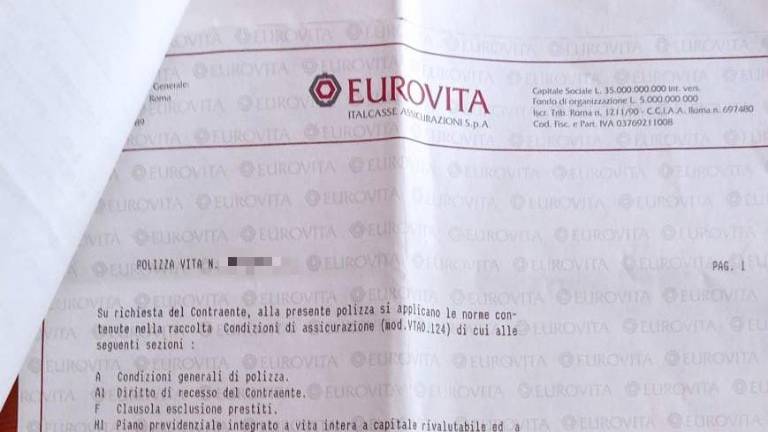 Generale:
Roma
EUROVITA
ITALCASSE ASSICURAZIONI S.p.A.
Capitale Sociale L. 35.000.000.000 int. vers.
Fondo di organizzazione L. 5.000.000.000
Iscr. Trib. Roma n. 1211/90 - C.C.I.A.A. Roma n. 697480
Cod. Fisc. e Part. IVA 03769211008
POLIZZA VITA N.
PAG. 1
Su richiesta del Contraente, alla presente polizza si applicano le norme con-
tenute nella raccolta Condizioni di assicurazione (mod.VTAO.124) di cui alle
seguenti sezioni :
A Condizioni generali di polizza.
A) Diritto di recesso del Contraente.
F Clausola esclusione prestiti.
M) Piano previdenziale integrato a vita intera a capitale rivalutabile ed a